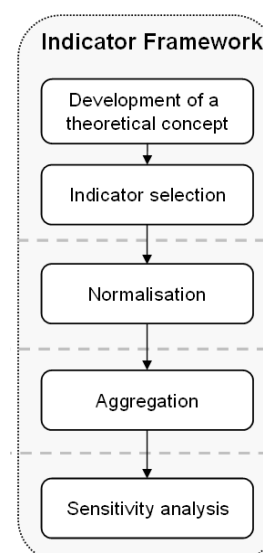 Indicator Framework
Development of a
theoretical concept
Indicator selection
Normalisation
Aggregation
Sensitivity analysis